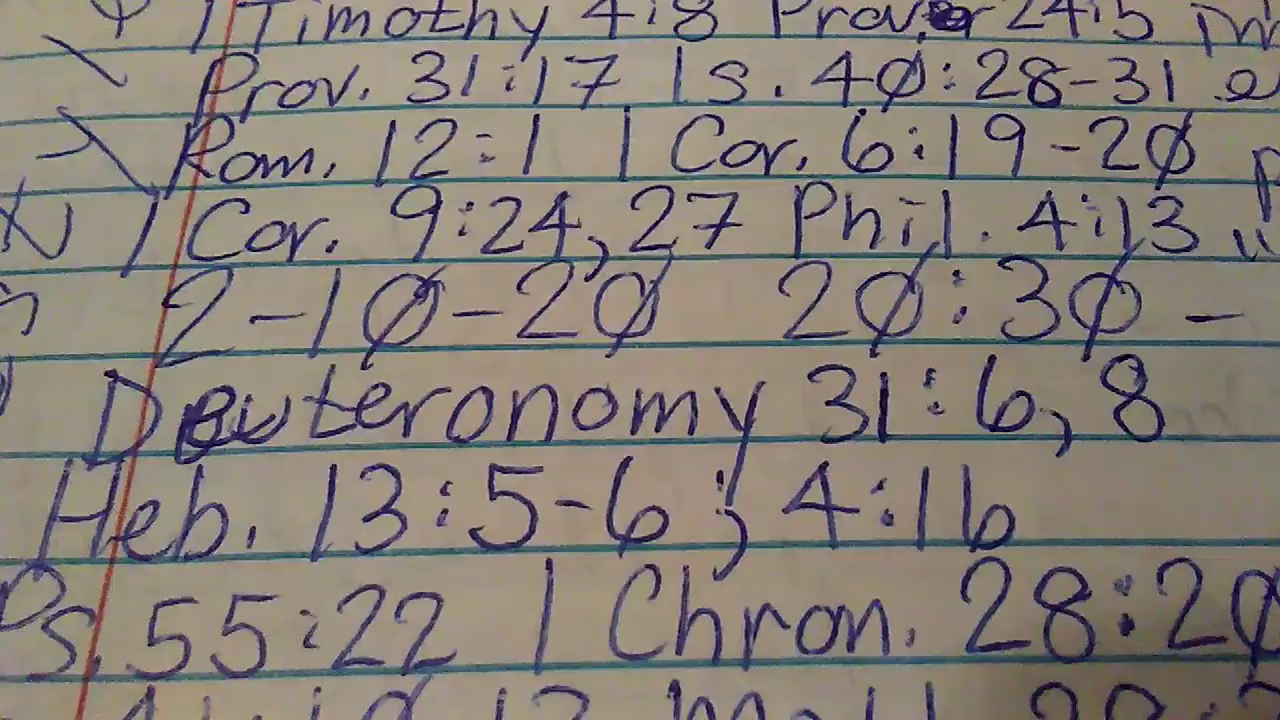 1 Timothy 4:8 Prover 24:5
Prov. 31:17 Is. 40:28-31
Rom. 12:1 1 Cor. 6:19-20
1 Cor. 9:24,27 Phil. 4:13
2-10-20 20:30 -
Deuteronomy 31:6, 8
Heb. 13:5-6; 4:16
Ps. 55:22 1 Chron. 28:20